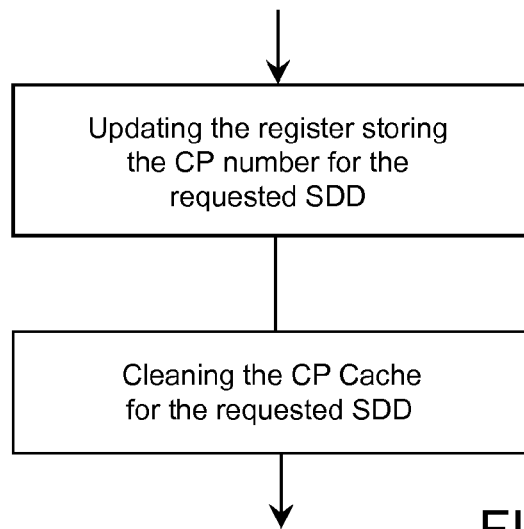 Updating the register storing
the CP number for the
requested SDD
Cleaning the CP Cache
for the requested SDD